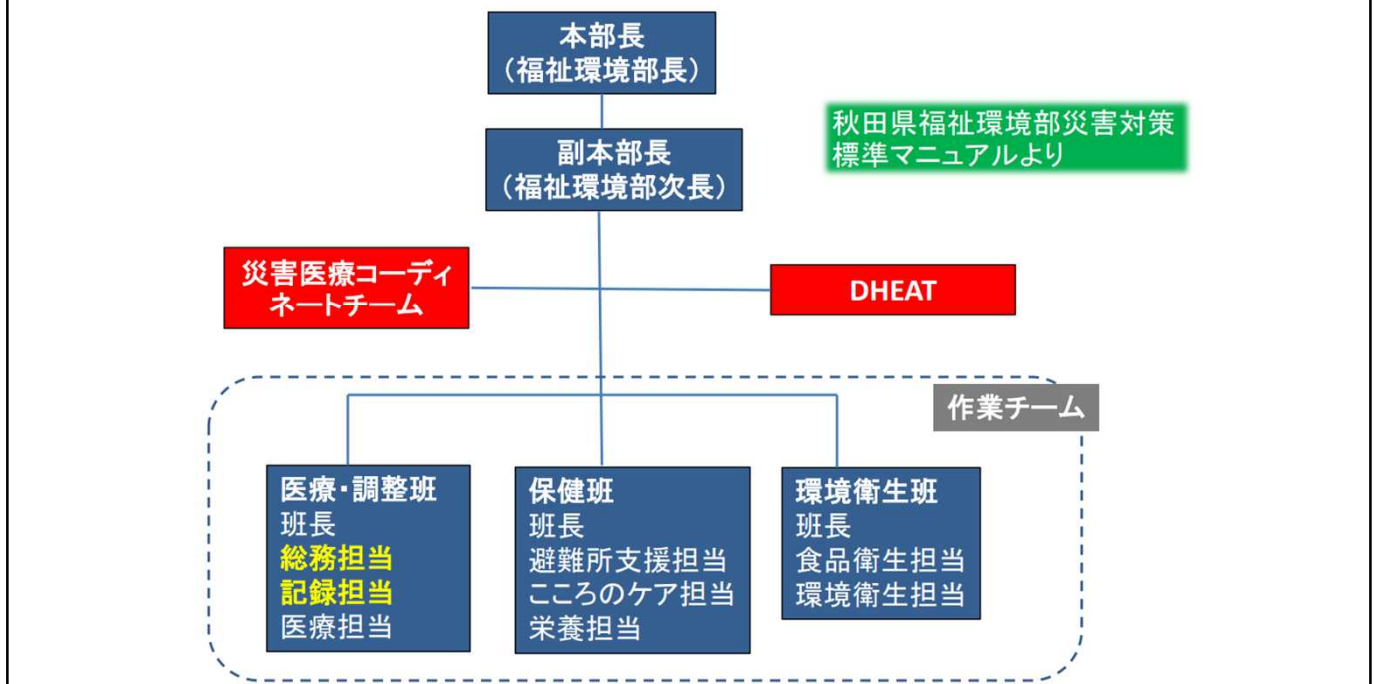 本部長
（福祉環境部長）
秋田県福祉環境部災害対策
標準マニュアルより
副本部長
（福祉環境部次長）
災害医療コーディ
ネートチーム
DHEAT
作業チーム
医療・調整班
班長
総務担当
記録担当
医療担当
保健班
班長
避難所支援担当
こころのケア担当
栄養担当
環境衛生班
班長
食品衛生担当
環境衛生担当